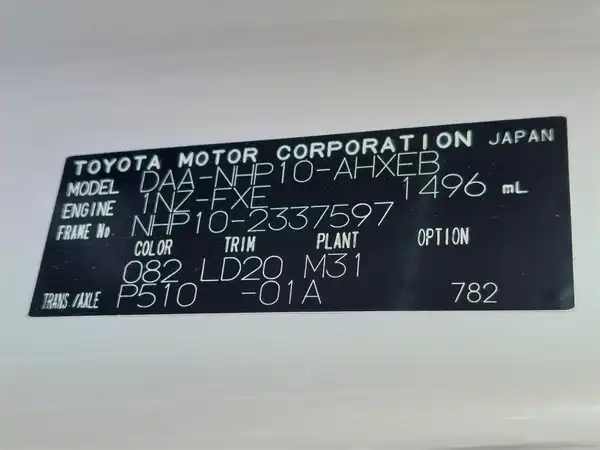 TOYOTA MOTOR CORPORATION JAPAN
MODEL DAA-NHP10-AHXEB
ENGINE 1NZ-FXE 1496 mL
FRAME No NHP10-2337597
COLOR TRIM PLANT OPTION
082 LD20 M31
TRANS./AXLE P510 -01A 782